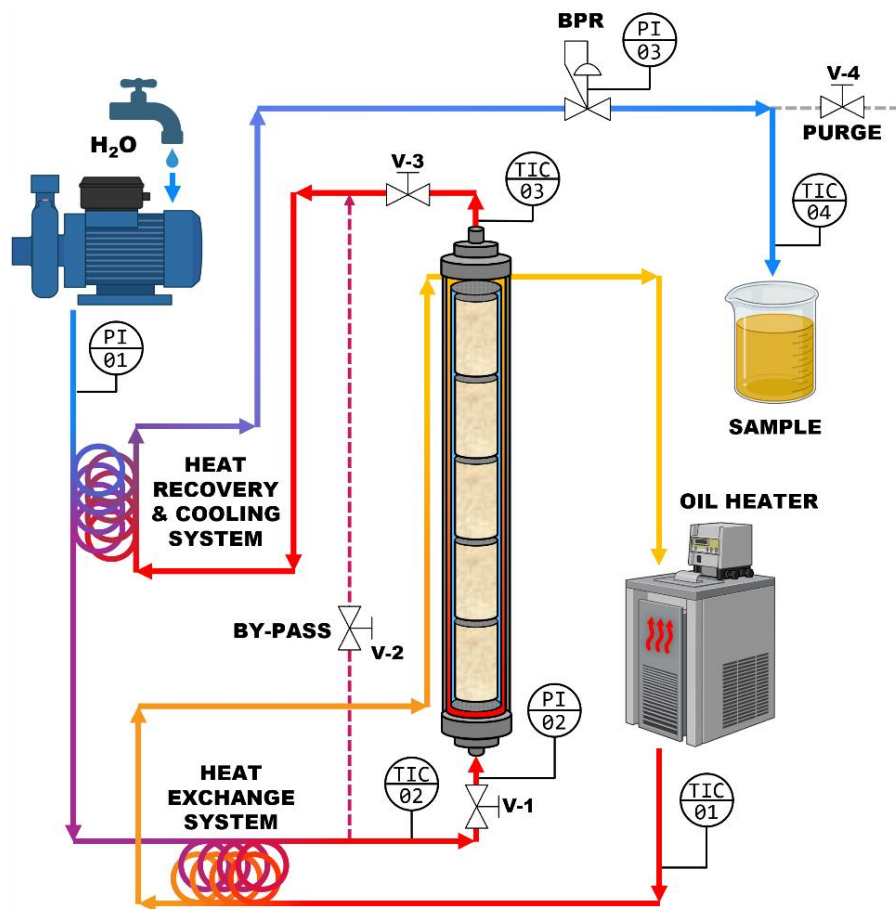 BPR
PI
03
V-4
PURGE
H₂O
V-3
TIC
03
TIC
04
PI
01
SAMPLE
HEAT
RECOVERY
& COOLING
SYSTEM
OIL HEATER
BY-PASS
V-2
PI
02
HEAT
EXCHANGE
SYSTEM
TIC
02
V-1
TIC
01